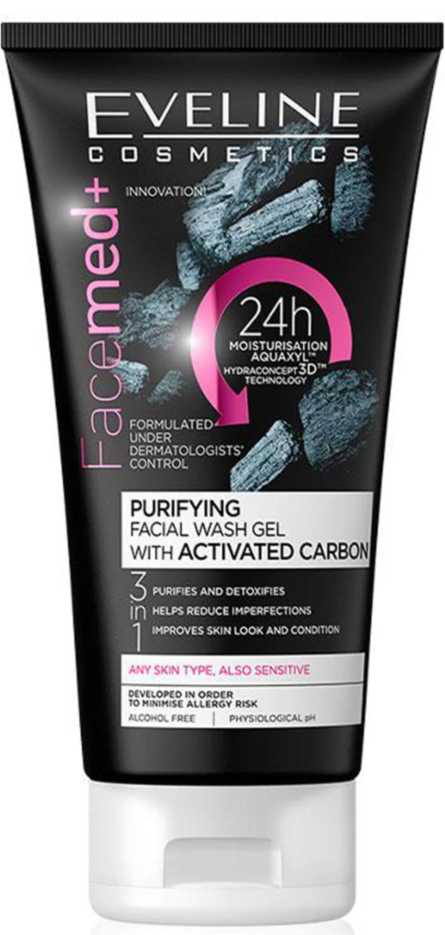 EVELINE
COSMETICS
INNOVATION!
Facemed+
24h
MOISTURISATION
AQUAXYL™
HYDRACONCEPT3D™
TECHNOLOGY
FORMULATED
UNDER
DERMATOLOGISTS'
CONTROL
PURIFYING
FACIAL WASH GEL
WITH ACTIVATED CARBON
3 in 1
PURIFIES AND DETOXIFIES
HELPS REDUCE IMPERFECTIONS
IMPROVES SKIN LOOK AND CONDITION
ANY SKIN TYPE, ALSO SENSITIVE
DEVELOPED IN ORDER
TO MINIMISE ALLERGY RISK
ALCOHOL FREE | PHYSIOLOGICAL pH